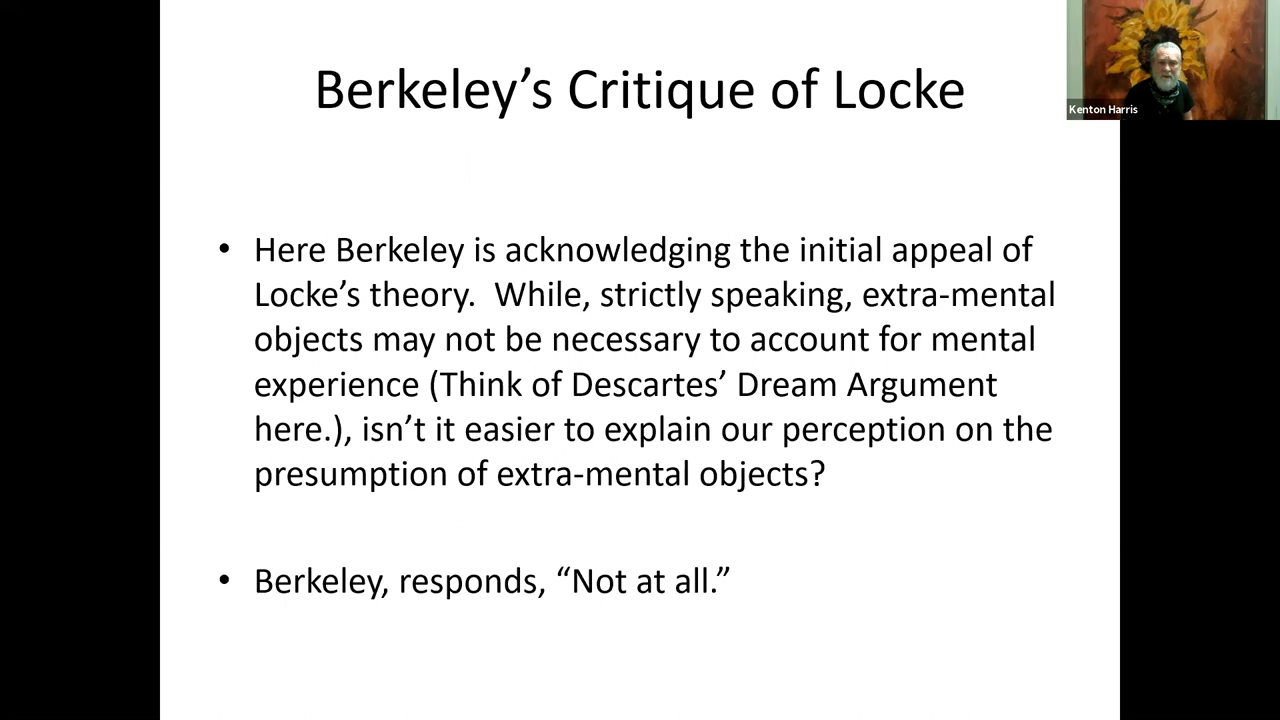 Berkeley’s Critique of Locke
Kenton Harris
• Here Berkeley is acknowledging the initial appeal of
Locke’s theory.  While, strictly speaking, extra-mental
objects may not be necessary to account for mental
experience (Think of Descartes’ Dream Argument
here.), isn’t it easier to explain our perception on the
presumption of extra-mental objects?
• Berkeley, responds, “Not at all.”